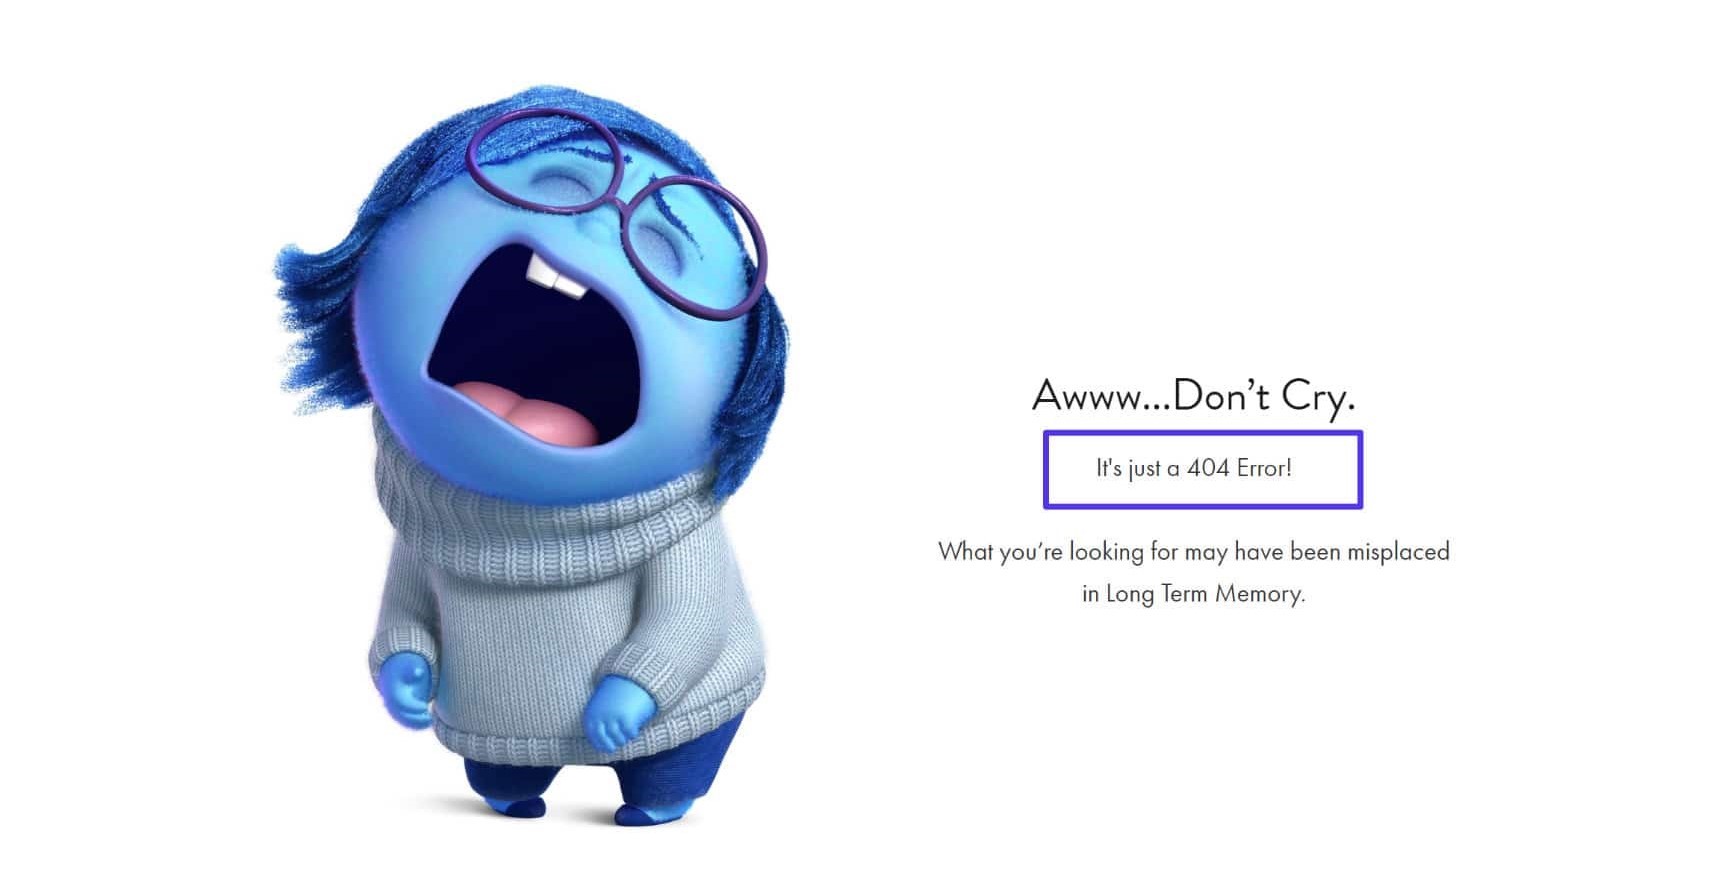 Awww...Don’t Cry.
It's just a 404 Error!
What you’re looking for may have been misplaced
in Long Term Memory.